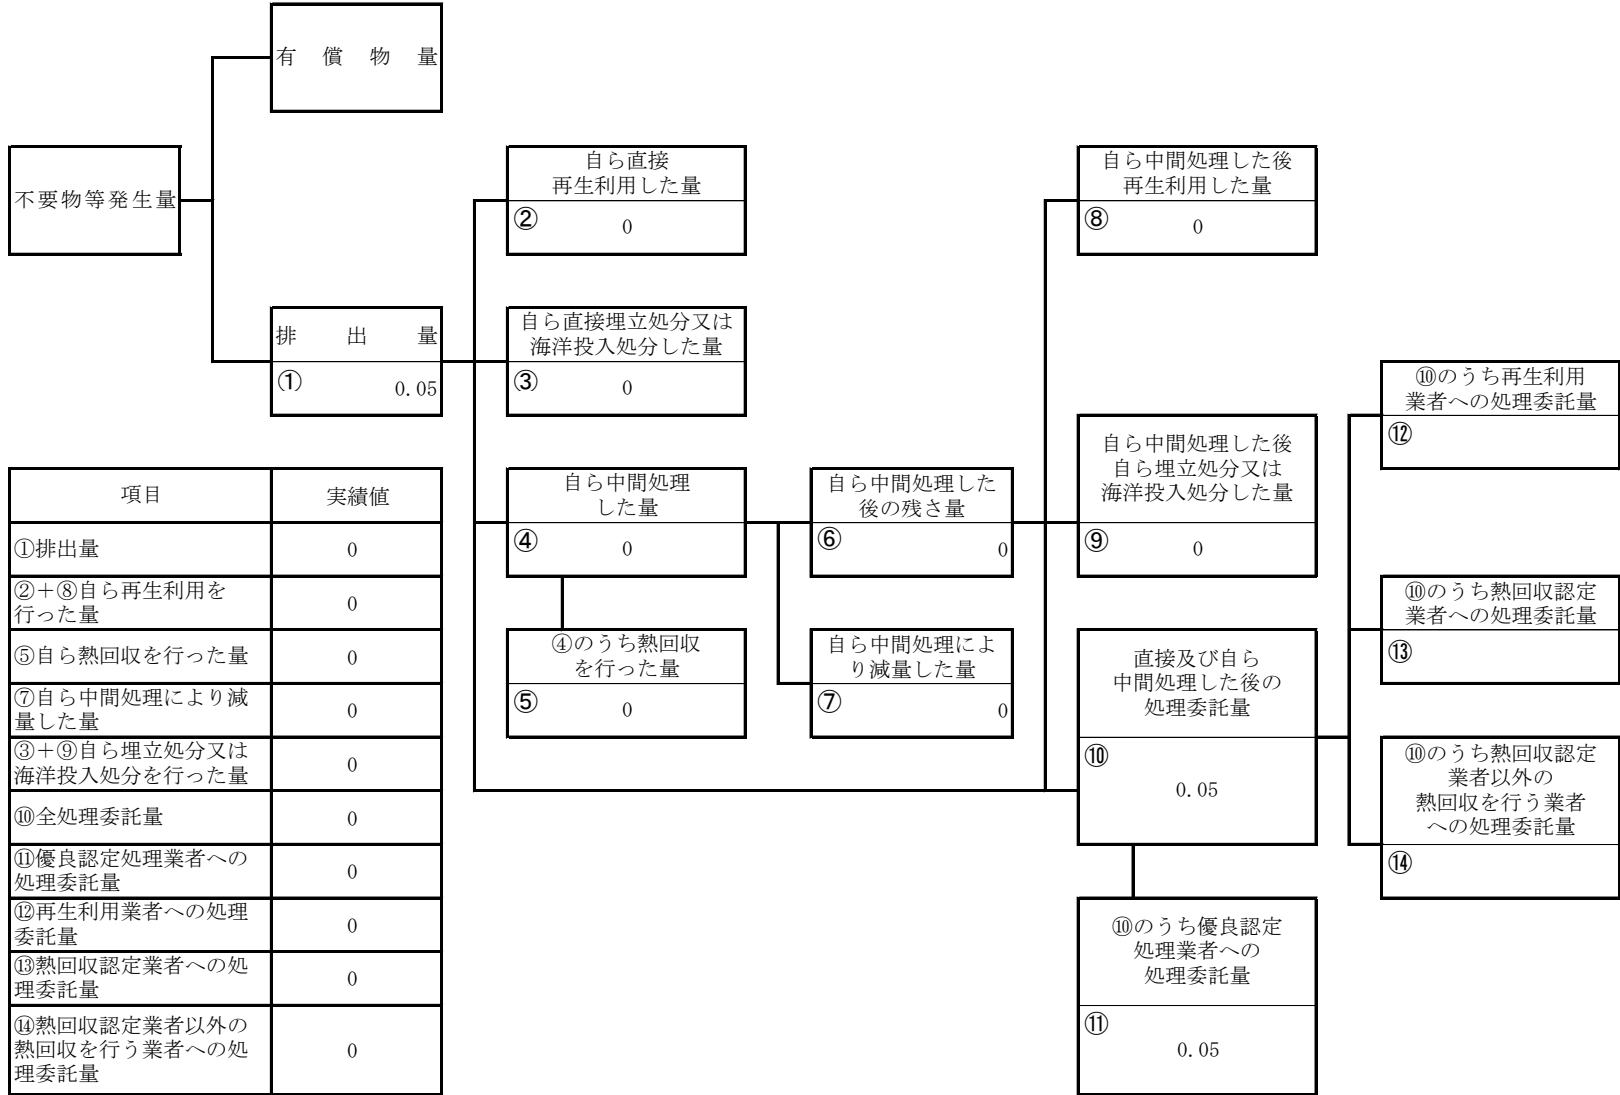 有償物量
不要物等発生量
排出量
① 0.05
自ら直接
再生利用した量
② 0
自ら直接埋立処分又は
海洋投入処分した量
③ 0
自ら中間処理
した量
④ 0
④のうち熱回収
を行った量
⑤ 0
自ら中間処理した
後の残さ量
⑥ 0
自ら中間処理によ
り減量した量
⑦ 0
自ら中間処理した後
再生利用した量
⑧ 0
自ら中間処理した後
自ら埋立処分又は
海洋投入処分した量
⑨ 0
直接及び自ら
中間処理した後の
処理委託量
⑩
0.05
⑩のうち優良認定
処理業者への
処理委託量
⑪
0.05
⑩のうち再生利用
業者への処理委託量
⑫
⑩のうち熱回収認定
業者への処理委託量
⑬
⑩のうち熱回収認定
業者以外の
熱回収を行う業者
への処理委託量
⑭
項目 実績値
①排出量 0
②+⑧自ら再生利用を
行った量 0
⑤自ら熱回収を行った量 0
⑦自ら中間処理により減
量した量 0
③+⑨自ら埋立処分又は
海洋投入処分を行った量 0
⑩全処理委託量 0
⑪優良認定処理業者への
処理委託量 0
⑫再生利用業者への処理
委託量 0
⑬熱回収認定業者への処
理委託量 0
⑭熱回収認定業者以外の
熱回収を行う業者への処 0
理委託量